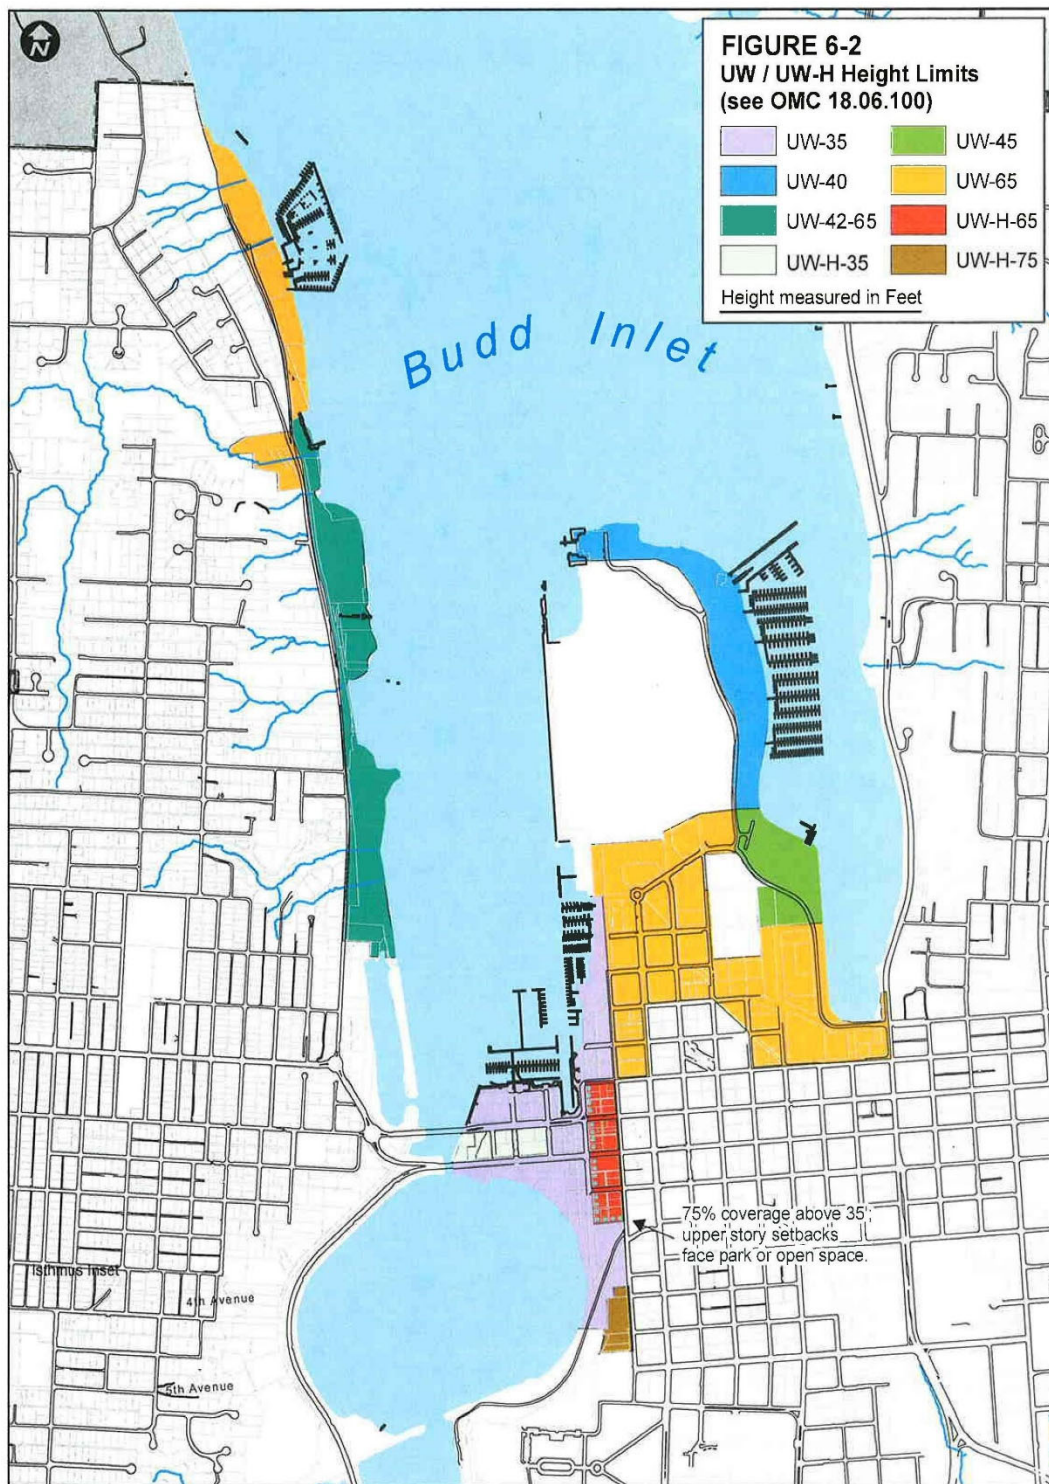 N
FIGURE 6-2
UW / UW-H Height Limits
(see OMC 18.06.100)
UW-35
UW-45
UW-40
UW-65
UW-42-65
UW-H-65
UW-H-35
UW-H-75
Height measured in Feet
Budd Inlet
75% coverage above 35';
upper story setbacks
face park or open space.
Isthmus Inset
4th Avenue
5th Avenue